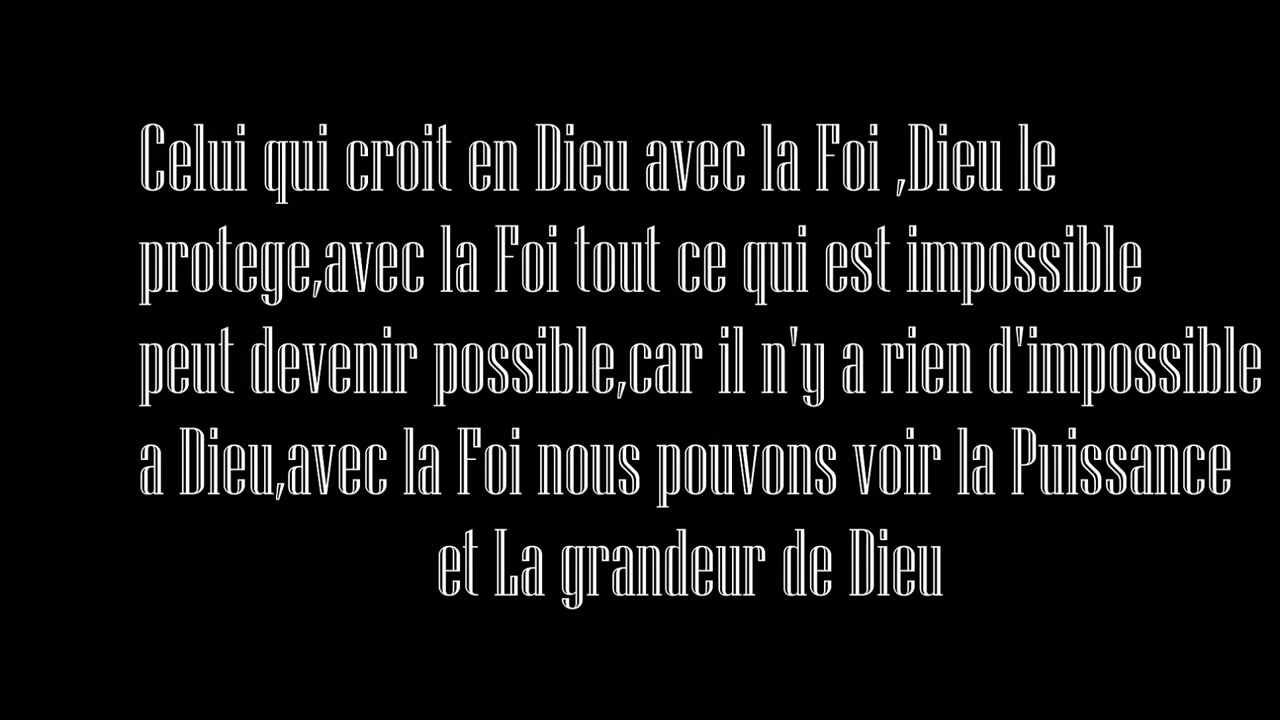 Celui qui croit en Dieu avec la Foi ,Dieu le
protege,avec la Foi tout ce qui est impossible
peut devenir possible,car il n'y a rien d'impossible
a Dieu,avec la Foi nous pouvons voir la Puissance
et La grandeur de Dieu